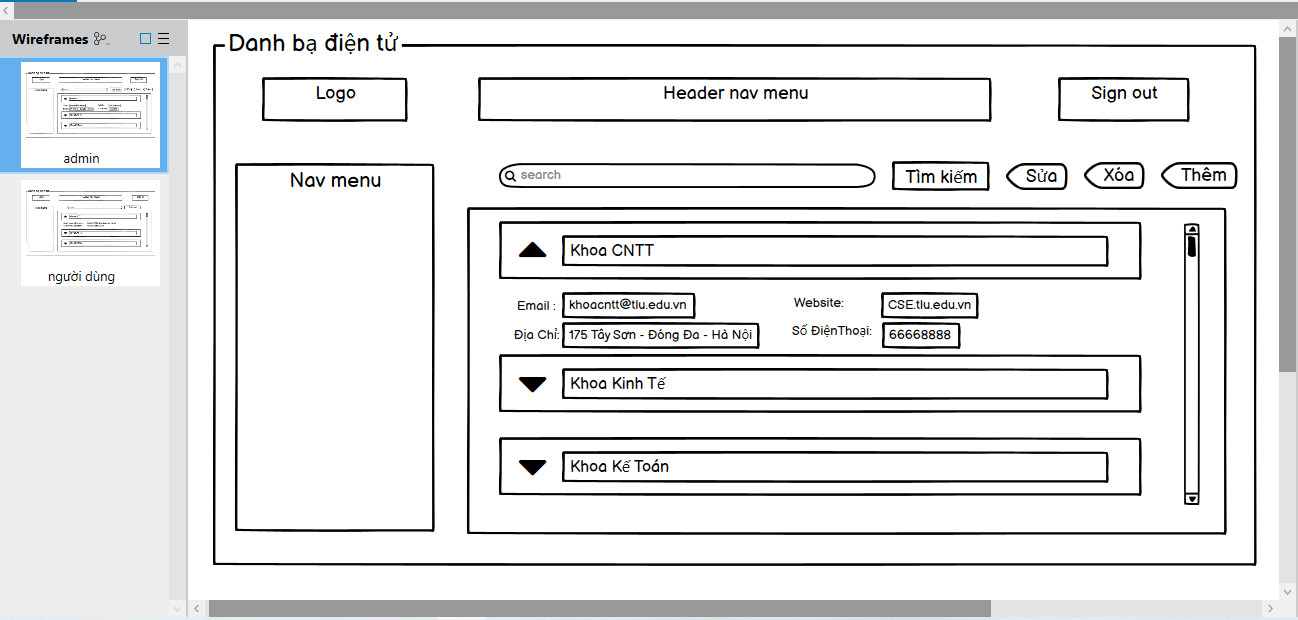 Wireframes
admin
người dùng
Danh bạ điện tử
Logo
Header nav menu
Sign out
Nav menu
search
Tìm kiếm
Sửa
Xóa
Thêm
Khoa CNTT
Email : khoacntt@tlu.edu.vn Website: CSE.tlu.edu.vn
Địa Chỉ: 175 Tây Sơn - Đống Đa - Hà Nội Số ĐiệnThoại: 66668888
Khoa Kinh Tế
Khoa Kế Toán